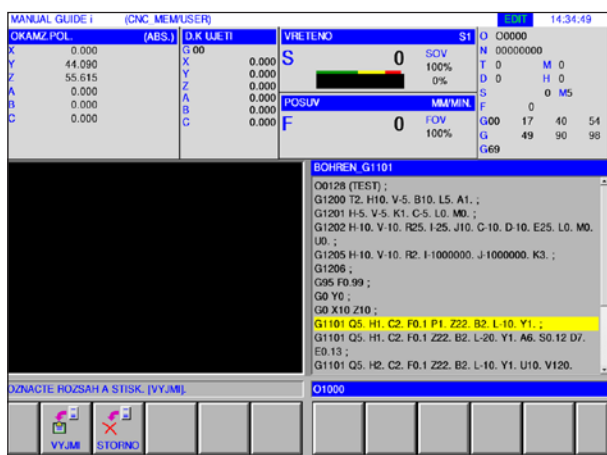 MANUAL GUIDE i (CNC_MEM/USER) EDIT 14:34:49
OKAMZ.POL. (ABS.)
X 0.000
Y 44.090
Z 55.615
A 0.000
B 0.000
C 0.000
D.K UJETI
G 00
X 0.000
Y 0.000
Z 0.000
A 0.000
B 0.000
C 0.000
VRETENO S1
S 0 SOV
100%
0%
POSUV MM/MIN.
F 0 FOV
100%
O O0000
N 00000000
T 0 M 0
D 0 H 0
S 0 M5
F 0
G00 17 40 54
G 49 90 98
G69
BOHREN_G1101
O0128 (TEST) ;
G1200 T2. H10. V-5. B10. L5. A1. ;
G1201 H-5. V-5. K1. C-5. L0. M0. ;
G1202 H-10. V-10. R25. I-25. J10. C-10. D-10. E25. L0. M0.
U0. ;
G1205 H-10. V-10. R2. I-1000000. J-1000000. K3. ;
G1206 ;
G95 F0.99 ;
G0 Y0 ;
G0 X10 Z10 ;
G1101 Q5. H1. C2. F0.1 P1. Z22. B2. L-10. Y1. ;
G1101 Q5. H1. C2. F0.1 Z22. B2. L-20. Y1. A6. S0.12 D7.
E0.13 ;
G1101 Q5. H2. C2. F0.1 Z22. B2. L-10. Y1. U10. V120.
OZNACTE ROZSAH A STISK. [VYJMI].
O1000
VYJMI STORNO